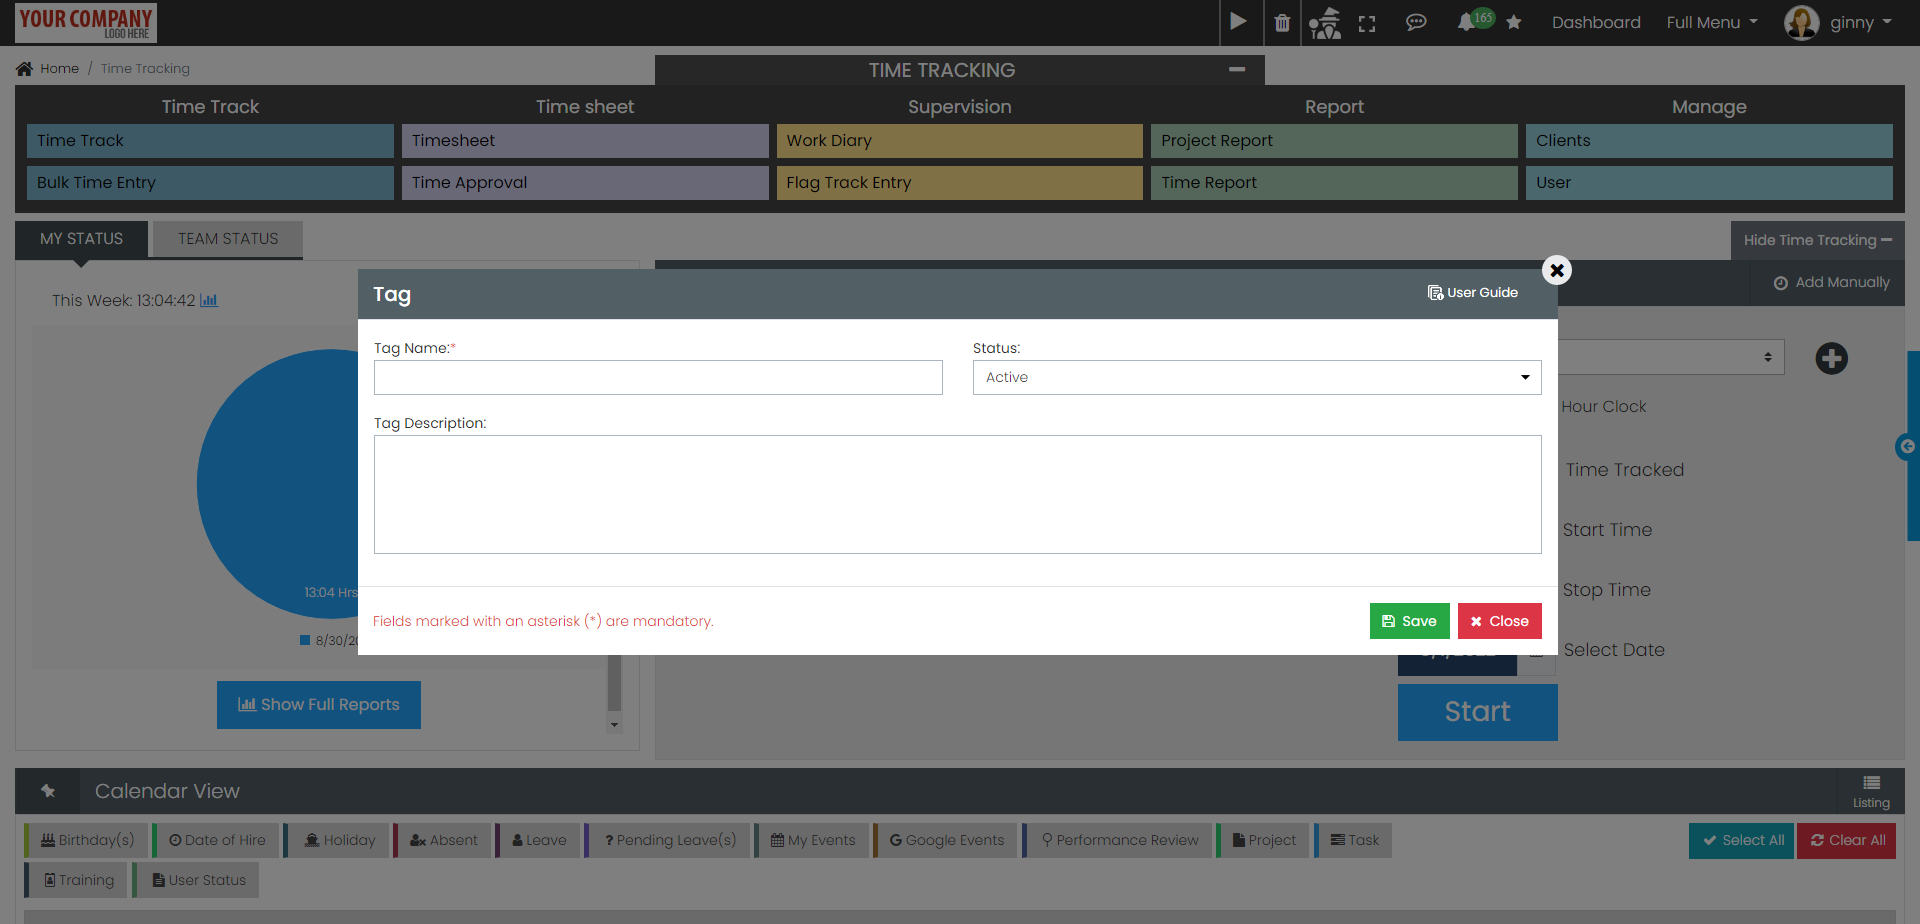 YOUR COMPANY
LOGO HERE
165
Dashboard
Full Menu
ginny
Home / Time Tracking
TIME TRACKING
Time Track
Time sheet
Supervision
Report
Manage
Time Track
Timesheet
Work Diary
Project Report
Clients
Bulk Time Entry
Time Approval
Flag Track Entry
Time Report
User
MY STATUS
TEAM STATUS
Hide Time Tracking
This Week: 13:04:42
Add Manually
Tag
User Guide
Tag Name:*
Status:
Active
Tag Description:
Hour Clock
Time Tracked
Start Time
Stop Time
Select Date
13:04 Hrs
8/30/20
Fields marked with an asterisk (*) are mandatory.
Save
Close
Show Full Reports
Start
Calendar View
Listing
Birthday(s)
Date of Hire
Holiday
Absent
Leave
? Pending Leave(s)
My Events
G Google Events
Performance Review
Project
Task
Select All
Clear All
Training
User Status